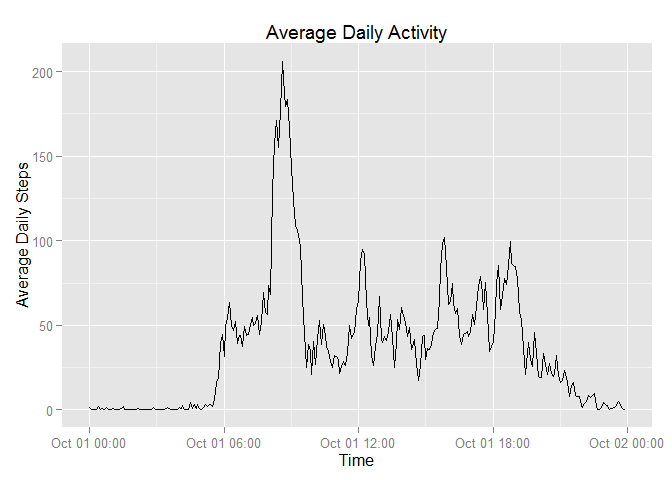 Average Daily Activity
Average Daily Steps
200
150
100
50
0
Oct 01 00:00
Oct 01 06:00
Oct 01 12:00
Oct 01 18:00
Oct 02 00:00
Time